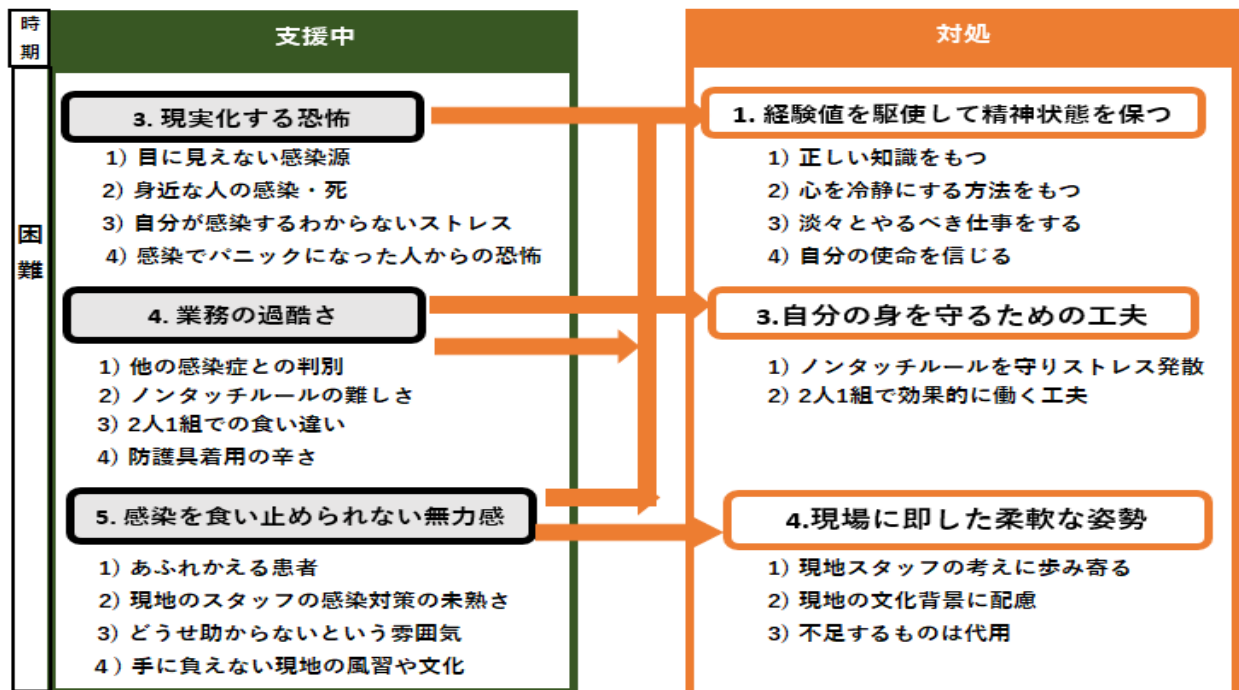 時期
支援中
対処
困難
3. 現実化する恐怖
1) 目に見えない感染源
2) 身近な人の感染・死
3) 自分が感染するわからないストレス
4) 感染でパニックになった人からの恐怖
4. 業務の過酷さ
1) 他の感染症との判別
2) ノンタッチルールの難しさ
3) 2人1組での食い違い
4) 防護具着用の辛さ
5. 感染を食い止められない無力感
1) あふれかえる患者
2) 現地のスタッフの感染対策の未熟さ
3) どうせ助からないという雰囲気
4 ) 手に負えない現地の風習や文化
1. 経験値を駆使して精神状態を保つ
1) 正しい知識をもつ
2) 心を冷静にする方法をもつ
3) 淡々とやるべき仕事をする
4) 自分の使命を信じる
3.自分の身を守るための工夫
1) ノンタッチルールを守りストレス発散
2) 2人1組で効果的に働く工夫
4.現場に即した柔軟な姿勢
1) 現地スタッフの考えに歩み寄る
2) 現地の文化背景に配慮
3) 不足するものは代用